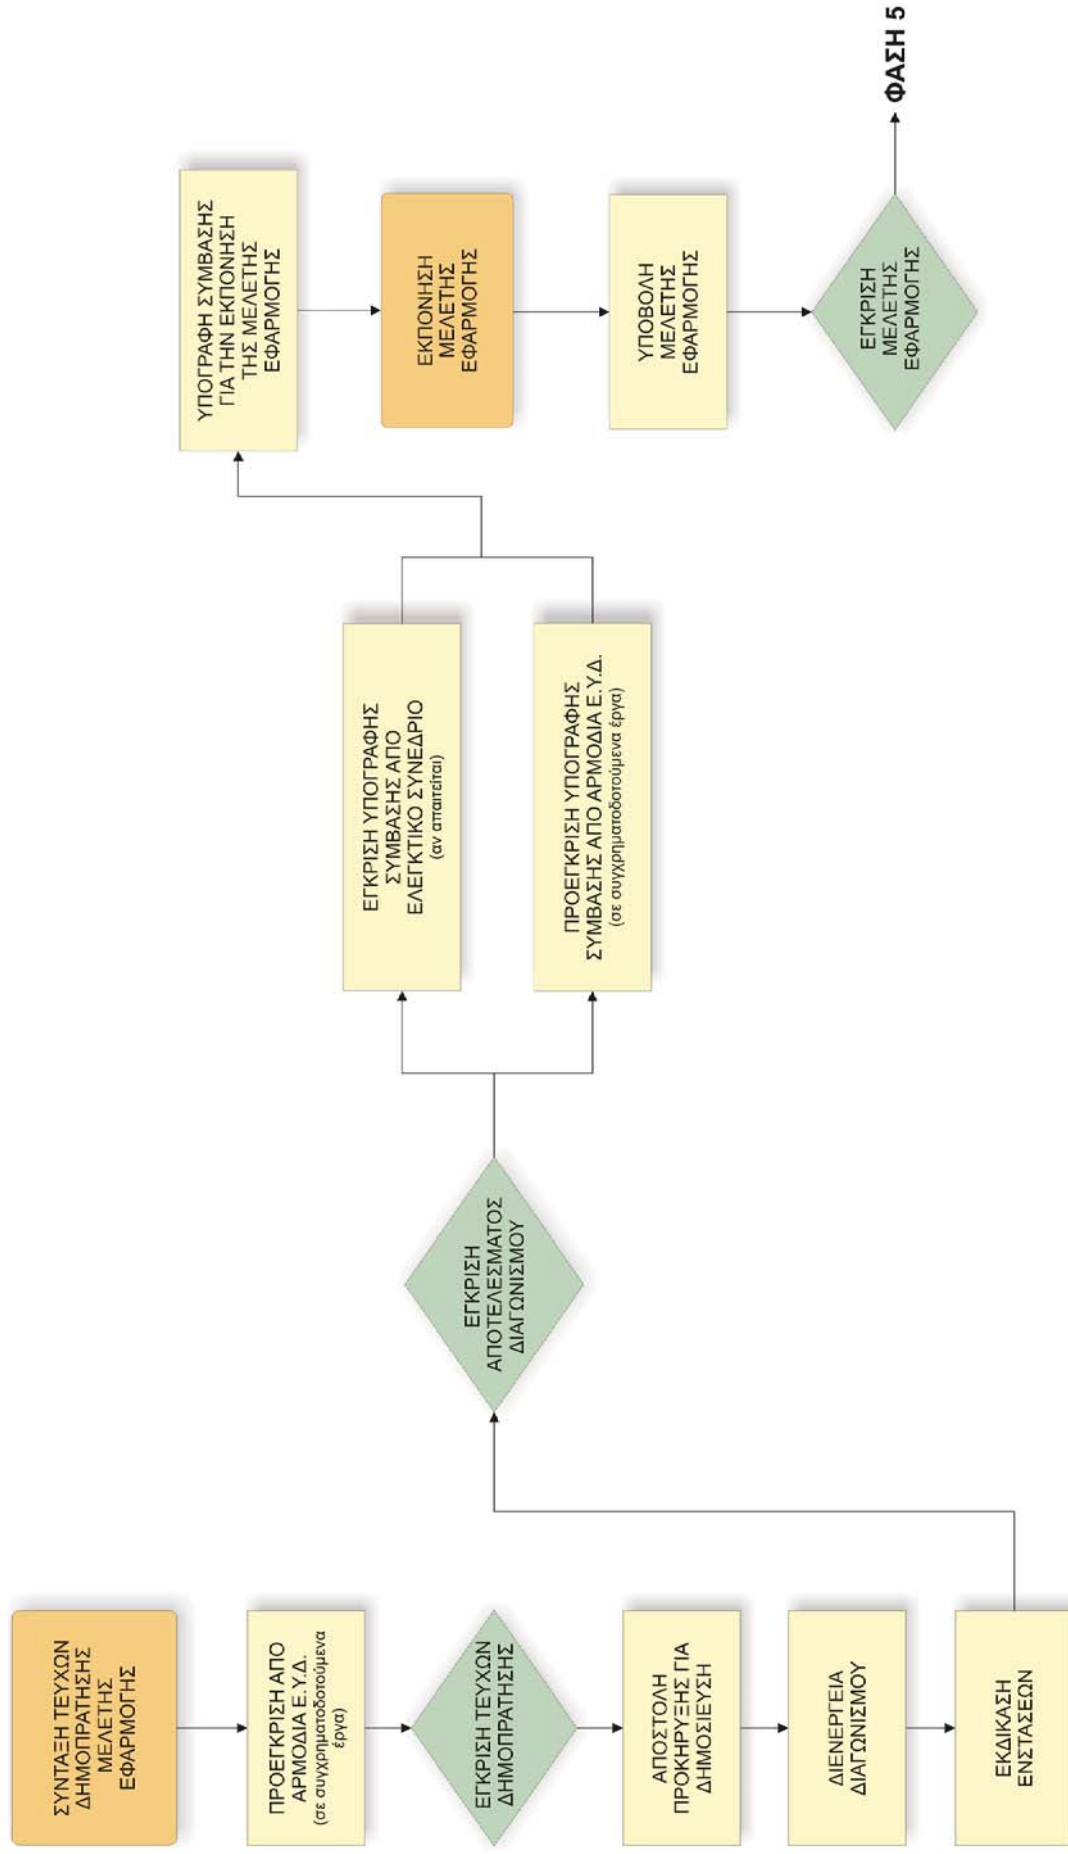 ΣΥΝΤΑΞΗ ΤΕΥΧΩΝ
ΔΗΜΟΠΡΑΤΗΣΗΣ
ΜΕΛΕΤΗΣ
ΕΦΑΡΜΟΓΗΣ
ΠΡΟΕΓΚΡΙΣΗ ΑΠΟ
ΑΡΜΟΔΙΑ Ε.Υ.Δ.
(σε συγχρηματοδοτούμενα
έργα)
ΕΓΚΡΙΣΗ ΤΕΥΧΩΝ
ΔΗΜΟΠΡΑΤΗΣΗΣ
ΑΠΟΣΤΟΛΗ
ΠΡΟΚΗΡΥΞΗΣ ΓΙΑ
ΔΗΜΟΣΙΕΥΣΗ
ΔΙΕΝΕΡΓΕΙΑ
ΔΙΑΓΩΝΙΣΜΟΥ
ΕΚΔΙΚΑΣΗ
ΕΝΣΤΑΣΕΩΝ
ΕΓΚΡΙΣΗ
ΑΠΟΤΕΛΕΣΜΑΤΟΣ
ΔΙΑΓΩΝΙΣΜΟΥ
ΕΓΚΡΙΣΗ ΥΠΟΓΡΑΦΗΣ
ΣΥΜΒΑΣΗΣ ΑΠΟ
ΕΛΕΓΚΤΙΚΟ ΣΥΝΕΔΡΙΟ
(αν απαιτείται)
ΠΡΟΕΓΚΡΙΣΗ ΥΠΟΓΡΑΦΗΣ
ΣΥΜΒΑΣΗΣ ΑΠΟ ΑΡΜΟΔΙΑ Ε.Υ.Δ.
(σε συγχρηματοδοτούμενα έργα)
ΥΠΟΓΡΑΦΗ ΣΥΜΒΑΣΗΣ
ΓΙΑ ΤΗΝ ΕΚΠΟΝΗΣΗ
ΤΗΣ ΜΕΛΕΤΗΣ
ΕΦΑΡΜΟΓΗΣ
ΕΚΠΟΝΗΣΗ
ΜΕΛΕΤΗΣ
ΕΦΑΡΜΟΓΗΣ
ΥΠΟΒΟΛΗ
ΜΕΛΕΤΗΣ
ΕΦΑΡΜΟΓΗΣ
ΕΓΚΡΙΣΗ
ΜΕΛΕΤΗΣ
ΕΦΑΡΜΟΓΗΣ
ΦΑΣΗ 5